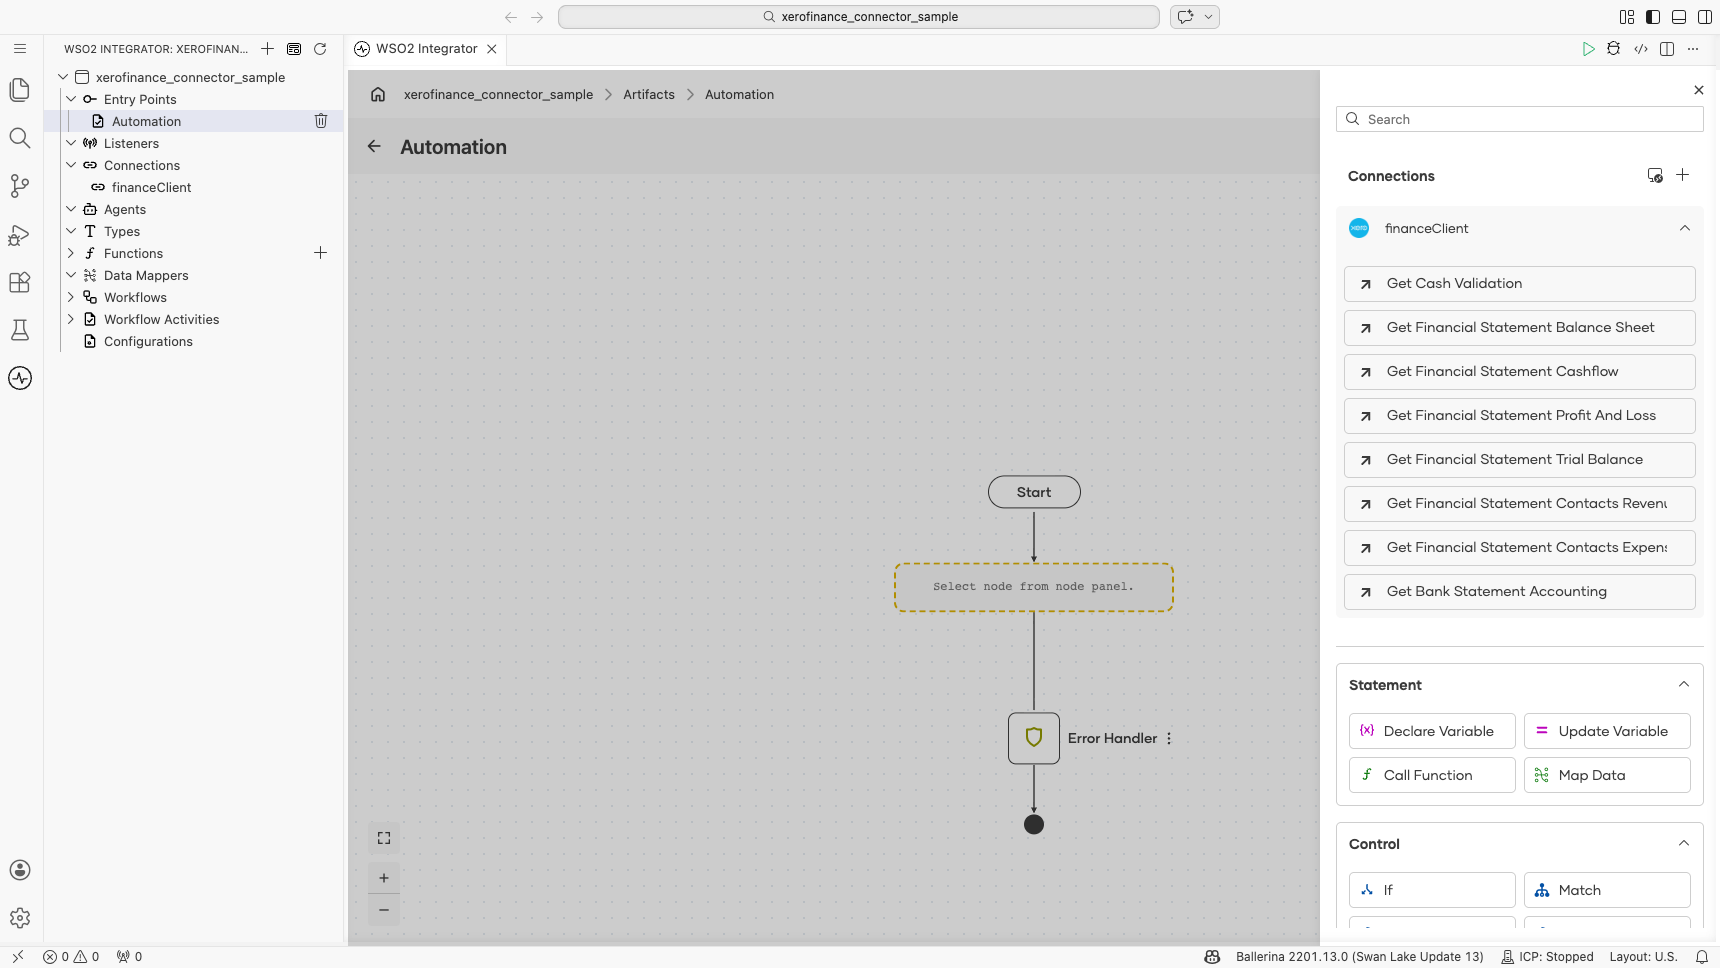 xerofinance_connector_sample
WSO2 INTEGRATOR: XEROFINAN...
WSO2 Integrator
xerofinance_connector_sample
Entry Points
Automation
Listeners
Connections
financeClient
Agents
Types
Functions
Data Mappers
Workflows
Workflow Activities
Configurations
xerofinance_connector_sample
Artifacts
Automation
Automation
Start
Select node from node panel.
Error Handler
Search
Connections
xero
financeClient
Get Cash Validation
Get Financial Statement Balance Sheet
Get Financial Statement Cashflow
Get Financial Statement Profit And Loss
Get Financial Statement Trial Balance
Get Financial Statement Contacts Revenu
Get Financial Statement Contacts Expens
Get Bank Statement Accounting
Statement
Declare Variable
Update Variable
Call Function
Map Data
Control
If
Match
0
0
0
Ballerina 2201.13.0 (Swan Lake Update 13)
ICP: Stopped
Layout: U.S.